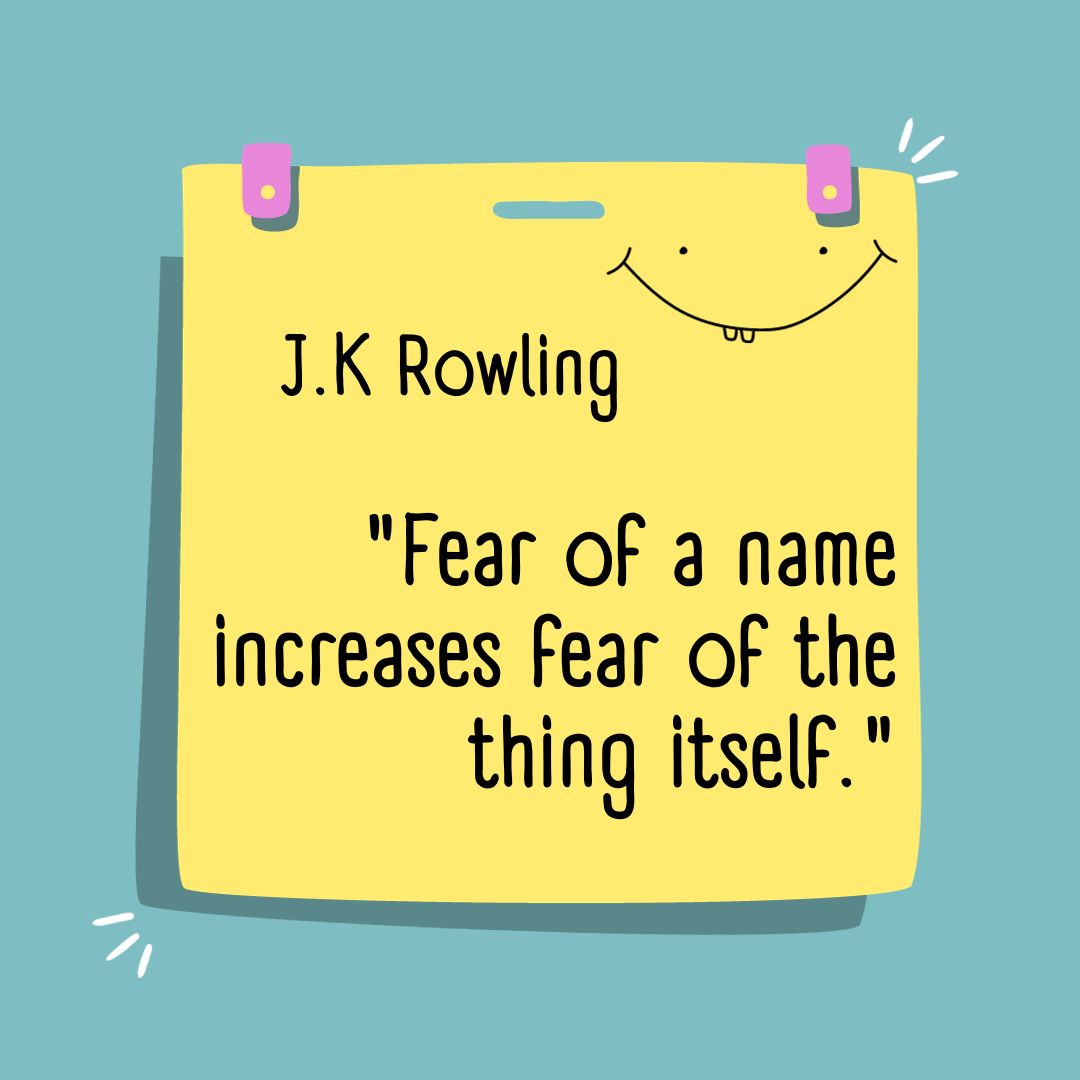 J.K Rowling
"Fear of a name
increases fear of the
thing itself."